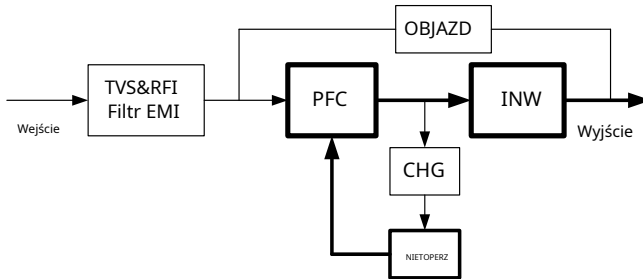 OBJAZD
TVS&RFI
Filtr EMI
PFC
INW
Wejście
Wyjście
CHG
NIETOPERZ